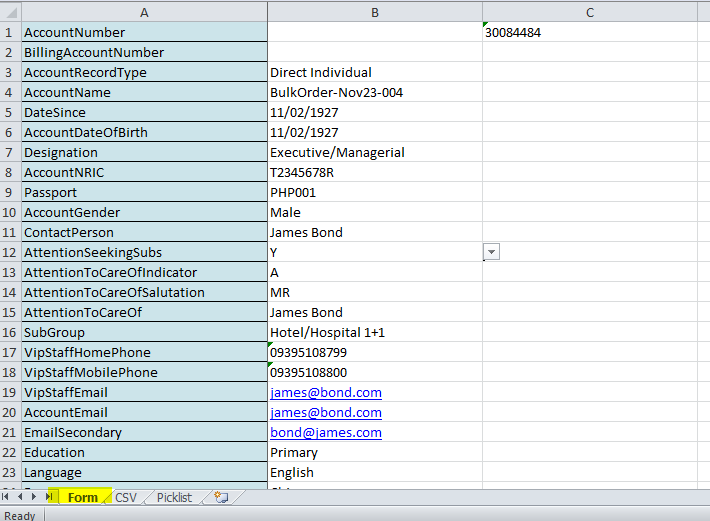 A B C
1 AccountNumber 30084484
2 BillingAccountNumber
3 AccountRecordType Direct Individual
4 AccountName BulkOrder-Nov23-004
5 DateSince 11/02/1927
6 AccountDateOfBirth 11/02/1927
7 Designation Executive/Managerial
8 AccountNRIC T2345678R
9 Passport PHP001
10 AccountGender Male
11 ContactPerson James Bond
12 AttentionSeekingSubs Y
13 AttentionToCareOfIndicator A
14 AttentionToCareOfSalutation MR
15 AttentionToCareOf James Bond
16 SubGroup Hotel/Hospital 1+1
17 VipStaffHomePhone 09395108799
18 VipStaffMobilePhone 09395108800
19 VipStaffEmail james@bond.com
20 AccountEmail james@bond.com
21 EmailSecondary bond@james.com
22 Education Primary
23 Language English
Form CSV Picklist
Ready